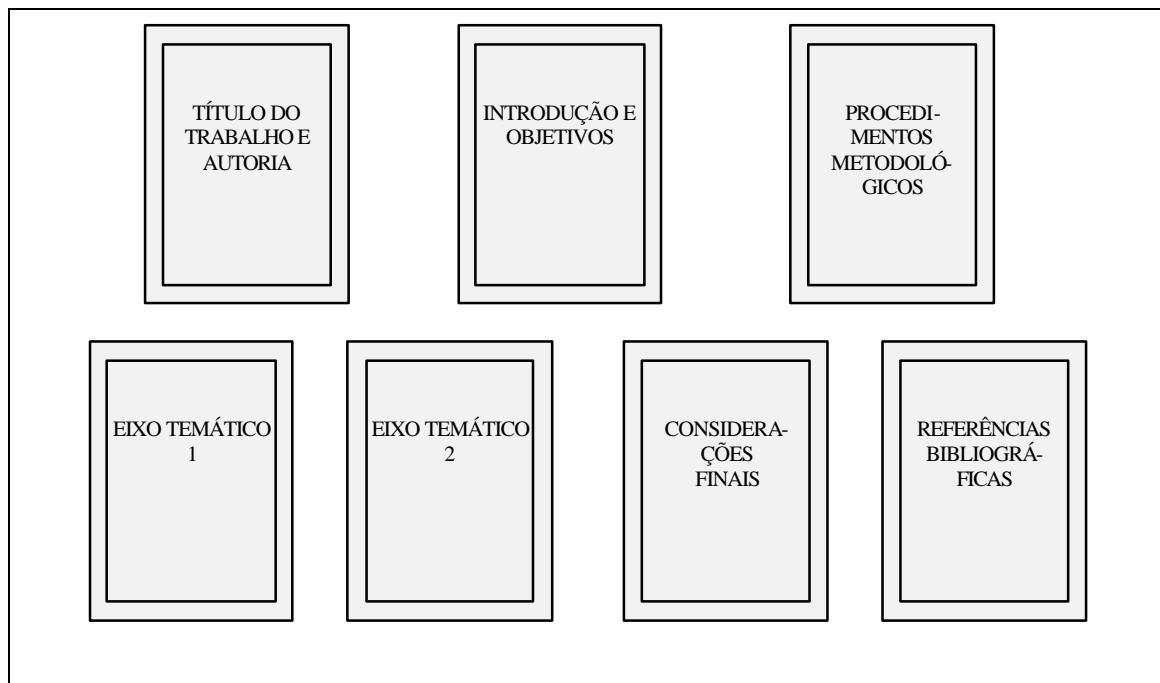 TÍTULO DO
TRABALHO E
AUTORIA
INTRODUÇÃO E
OBJETIVOS
PROCEDI-
MENTOS
METODOLÓ-
GICOS
EIXO TEMÁTICO
1
EIXO TEMÁTICO
2
CONSIDERA-
ÇÕES
FINAIS
REFERÊNCIAS
BIBLIOGRÁ-
FICAS